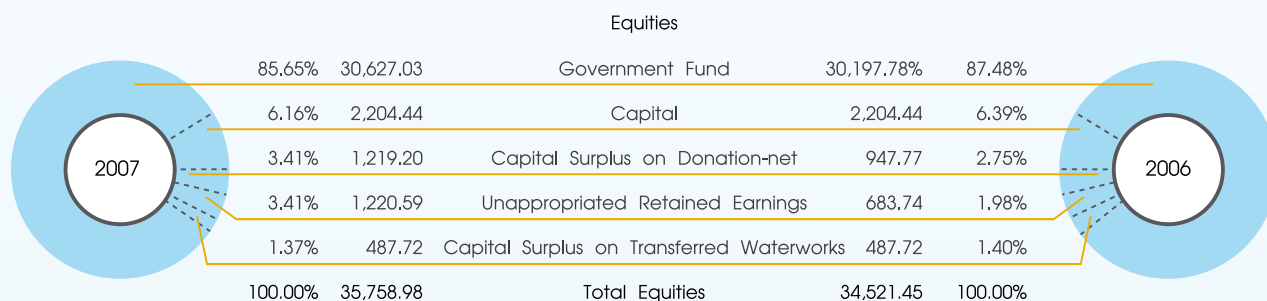 Equities
85.65% 30,627.03 Government Fund 30,197.78% 87.48%
6.16% 2,204.44 Capital 2,204.44 6.39%
2007 3.41% 1,219.20 Capital Surplus on Donation-net 947.77 2.75% 2006
3.41% 1,220.59 Unappropriated Retained Earnings 683.74 1.98%
1.37% 487.72 Capital Surplus on Transferred Waterworks 487.72 1.40%
100.00% 35,758.98 Total Equities 34,521.45 100.00%